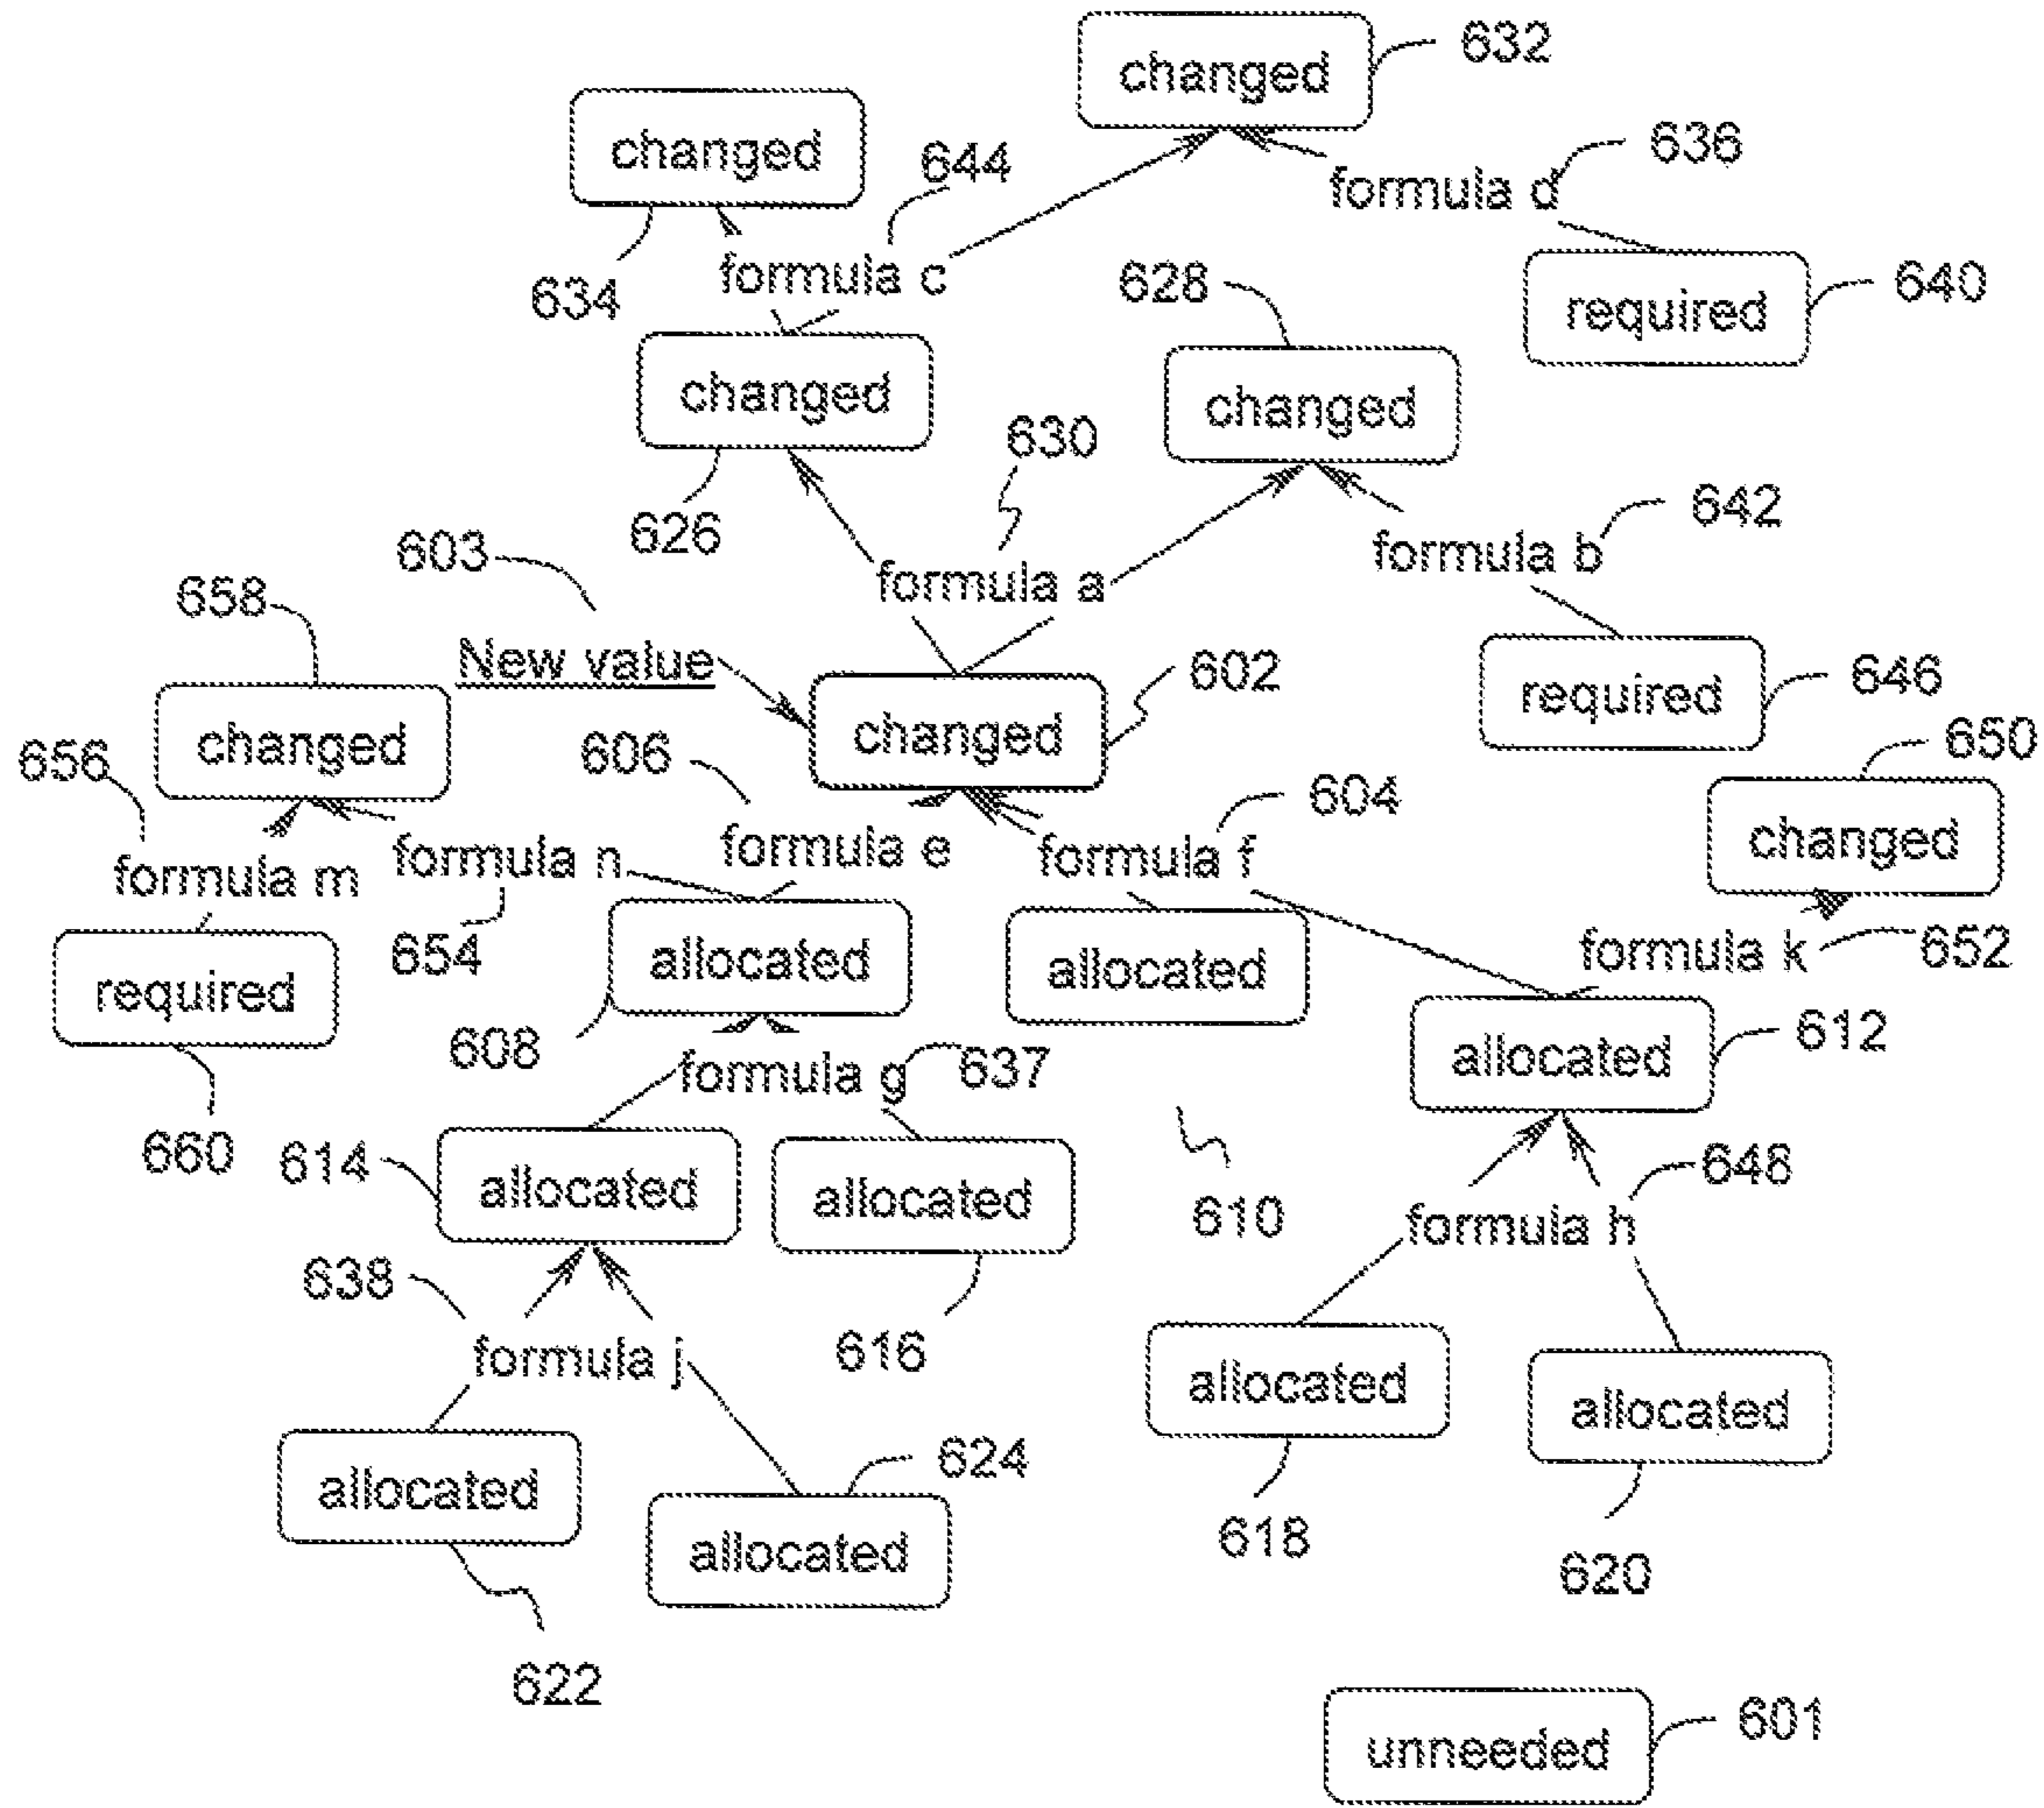 changed
632
changed
644
636
formula d
634
formula c
628
640
required
changed
changed
630
626
642
603
formula b
formula a
658
New value
602
646
required
changed
changed
650
656
606
604
changed
formula m
formula n
formula e
formula f
654
formula k
652
required
allocated
allocated
608
612
allocated
formula g
637
660
614
allocated
allocated
610
646
formula h
638
616
formula j
allocated
allocated
allocated
624
618
allocated
620
622
unneeded
601